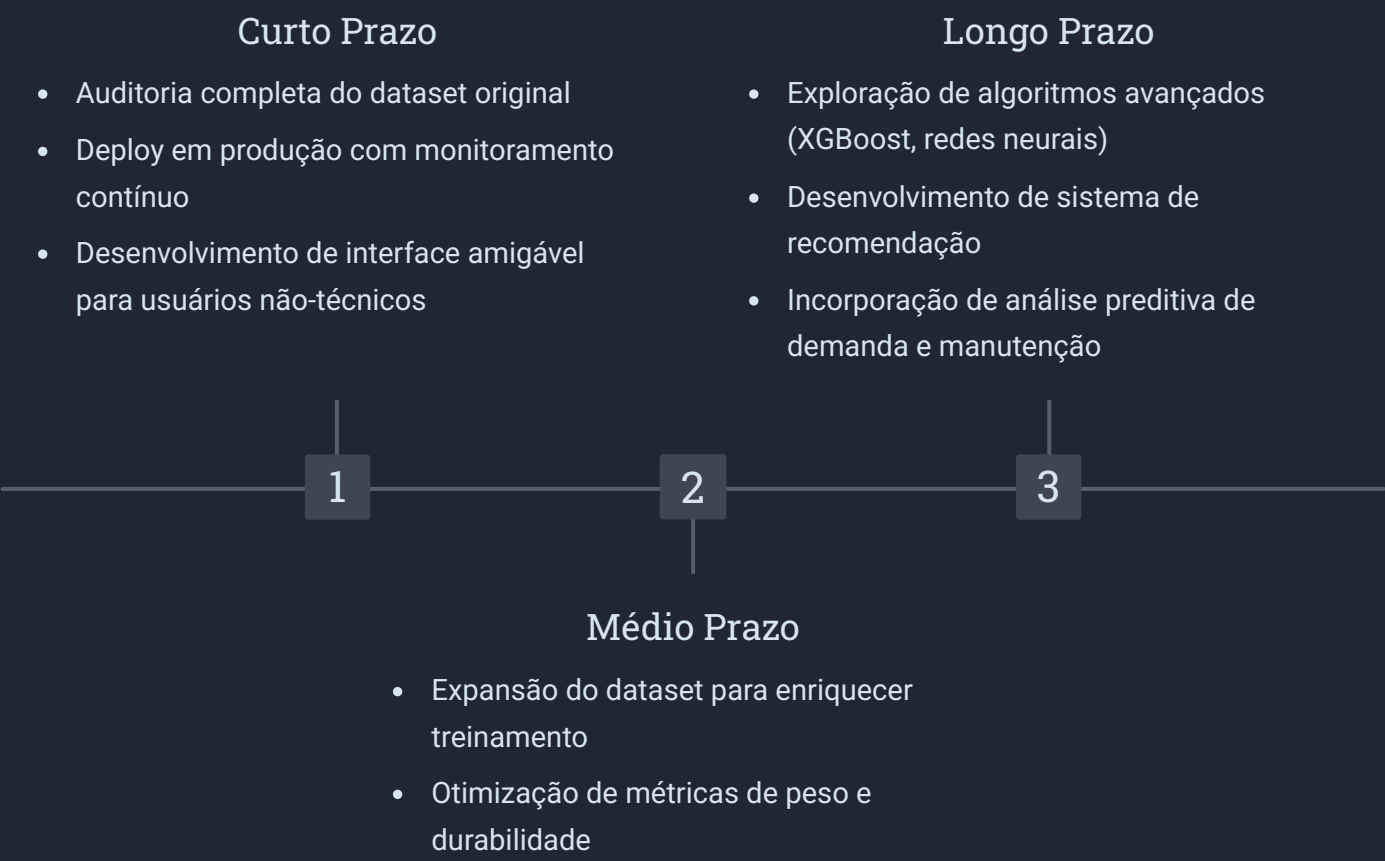 Curto Prazo
• Auditoria completa do dataset original
• Deploy em produção com monitoramento
contínuo
• Desenvolvimento de interface amigável
para usuários não-técnicos
Longo Prazo
• Exploração de algoritmos avançados
(XGBoost, redes neurais)
• Desenvolvimento de sistema de
recomendação
• Incorporação de análise preditiva de
demanda e manutenção
1
2
3
Médio Prazo
• Expansão do dataset para enriquecer
treinamento
• Otimização de métricas de peso e
durabilidade